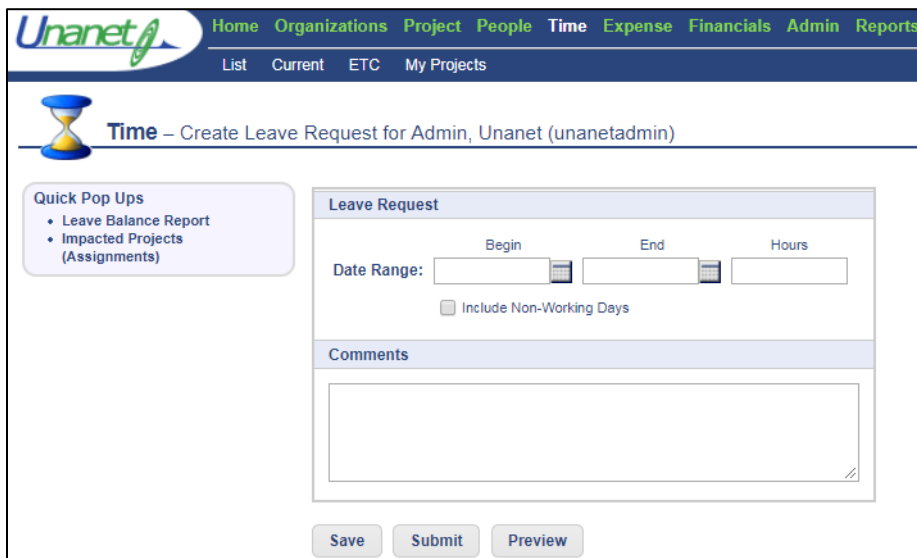 Unanet
Home Organizations Project People Time Expense Financials Admin Reports
List Current ETC My Projects
Time – Create Leave Request for Admin, Unanet (unanetadmin)
Quick Pop Ups
• Leave Balance Report
• Impacted Projects
(Assignments)
Leave Request
Begin End Hours
Date Range:
Include Non-Working Days
Comments
Save Submit Preview